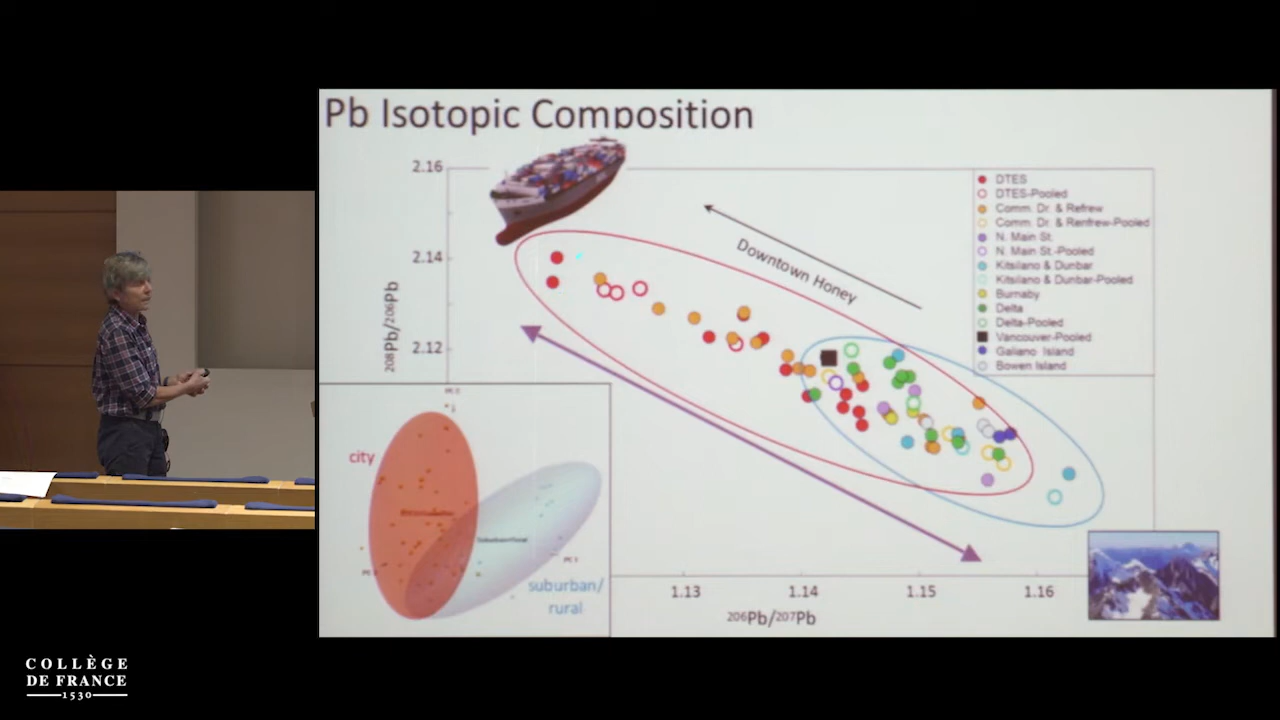 Pb Isotopic Composition
2.16
2.14
2.12
208Pb/206Pb
Downtown Honey
DTES
DTES-Pooled
Comm. Dr. & Refrew
Comm. Dr. & Renfrew-Pooled
N. Main St.
N. Main St.-Pooled
Kitsilano & Dunbar
Kitsilano & Dunbar-Pooled
Burnaby
Delta
Delta-Pooled
Vancouver-Pooled
Galiano Island
Bowen Island
city
suburban/
rural
1.13
1.14
1.15
1.16
206Pb/207Pb
COLLÈGE
DE FRANCE
1530